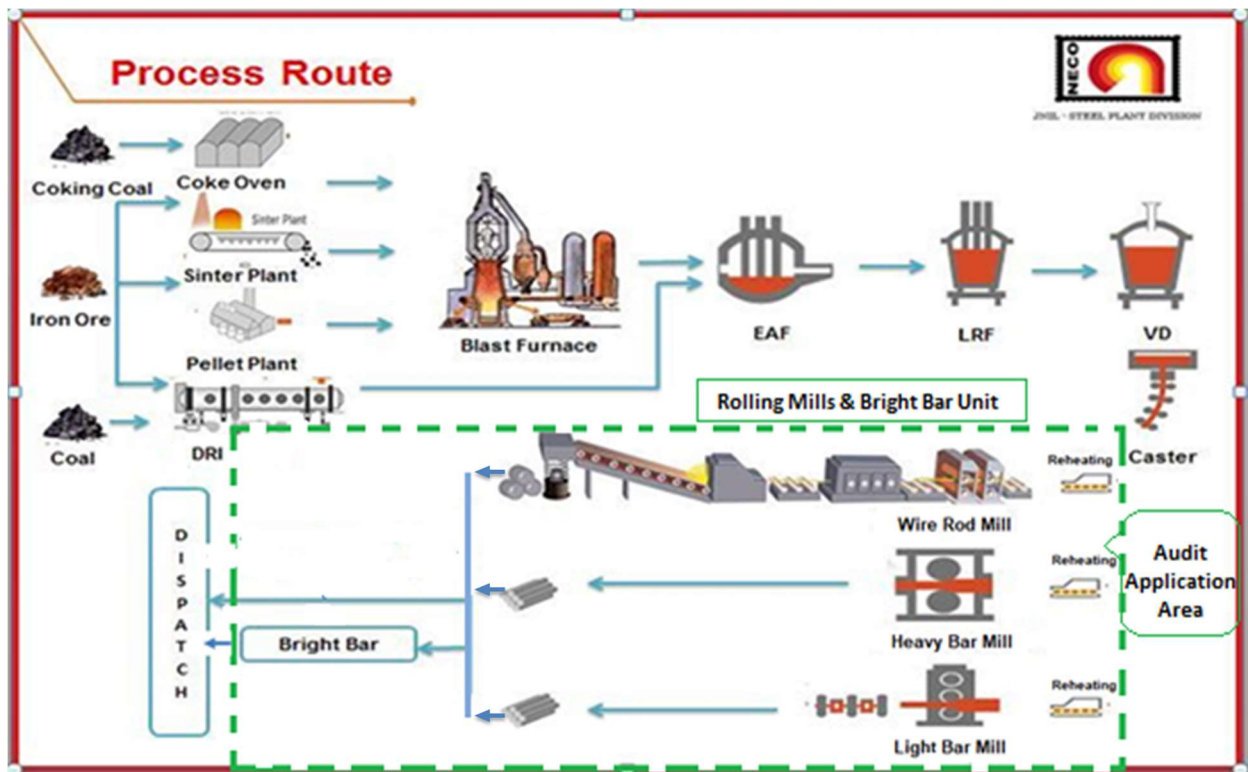 Process Route
NECO
JNIL - STEEL PLANT DIVISION
Coking Coal
Coke Oven
Sinter Plant
Sinter Plant
Iron Ore
Pellet Plant
Blast Furnace
EAF
LRF
VD
Coal
DRI
Rolling Mills & Bright Bar Unit
Caster
Reheating
Wire Rod Mill
Reheating
Audit
Application
Area
Heavy Bar Mill
Reheating
Light Bar Mill
Bright Bar
DISPATCH